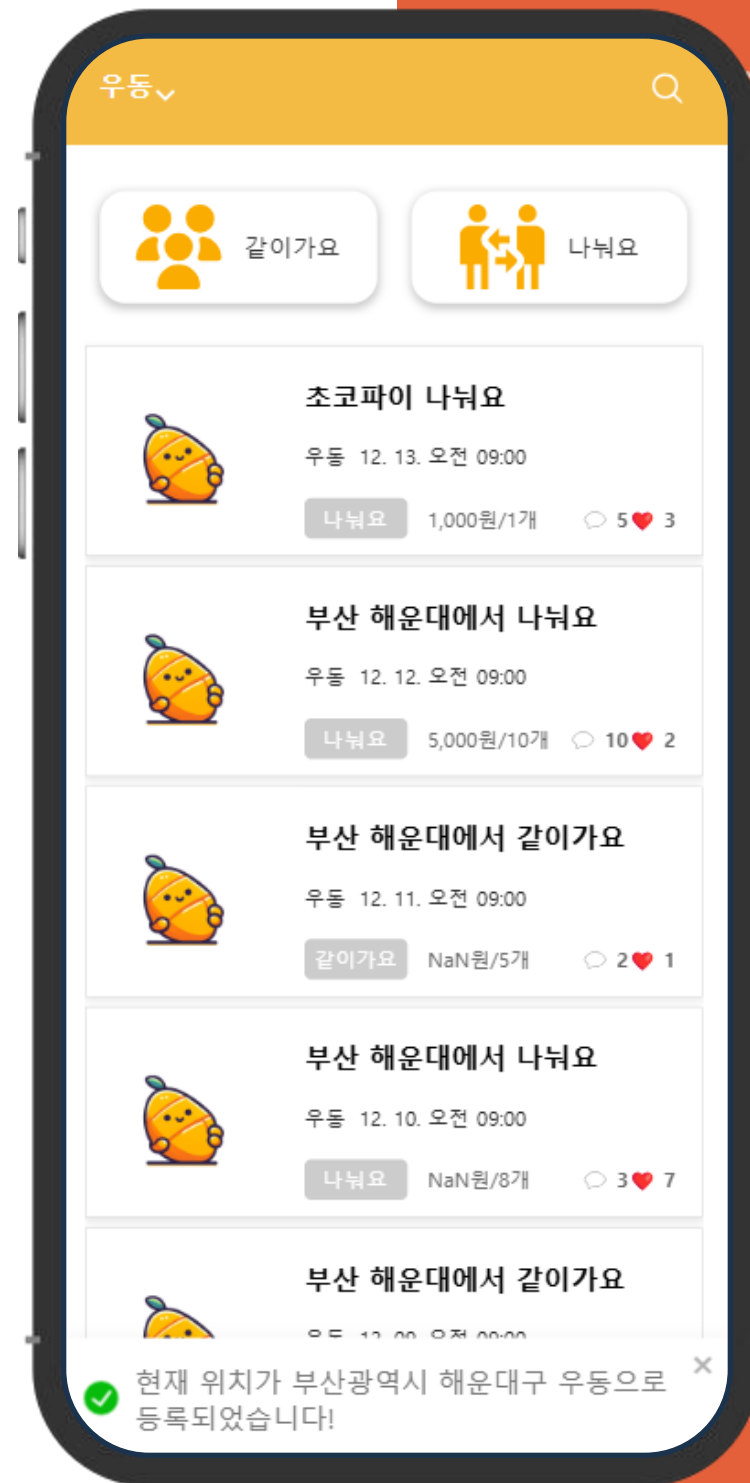 우동
같이가요
나눠요
초코파이 나눠요
우동 12. 13. 오전 09:00
나눠요 1,000원/1개 5 3
부산 해운대에서 나눠요
우동 12. 12. 오전 09:00
나눠요 5,000원/10개 10 2
부산 해운대에서 같이가요
우동 12. 11. 오전 09:00
같이가요 NaN원/5개 2 1
부산 해운대에서 나눠요
우동 12. 10. 오전 09:00
나눠요 NaN원/8개 3 7
부산 해운대에서 같이가요
우동 12. 09. 오전 09:00
현재 위치가 부산광역시 해운대구 우동으로
등록되었습니다!